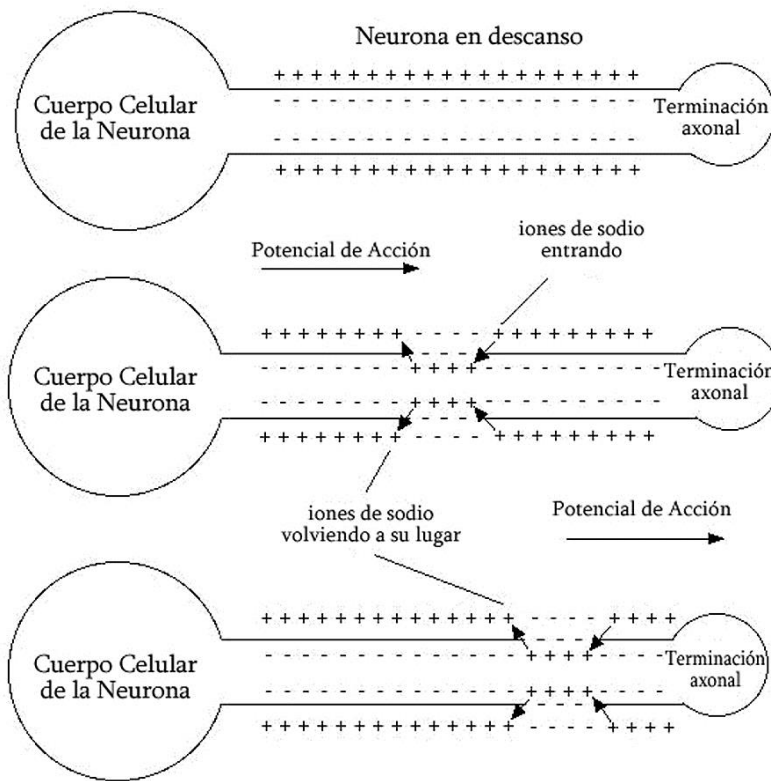 Neurona en descanso
+ + + + + + + + + + + + + + + + + + + +
Cuerpo Celular
de la Neurona
- - - - - - - - - - - - - - - - - - - -
Terminación
axonal
- - - - - - - - - - - - - - - - - - - -
+ + + + + + + + + + + + + + + + + + + +
Potencial de Acción
iones de sodio
entrando
+ + + + + + + + - - - - + + + + + + + + +
- - - - - - - - + + + + - - - - - - - - -
Cuerpo Celular
de la Neurona
Terminación
axonal
- - - - - - - - + + + + - - - - - - - - -
+ + + + + + + + - - - - + + + + + + + + +
iones de sodio
volviendo a su lugar
Potencial de Acción
+ + + + + + + + + + + + + + - - - - + + + +
- - - - - - - - - - - - - - + + + + - - - -
Cuerpo Celular
de la Neurona
Terminación
axonal
- - - - - - - - - - - - - - + + + + - - - -
+ + + + + + + + + + + + + + - - - - + + + +